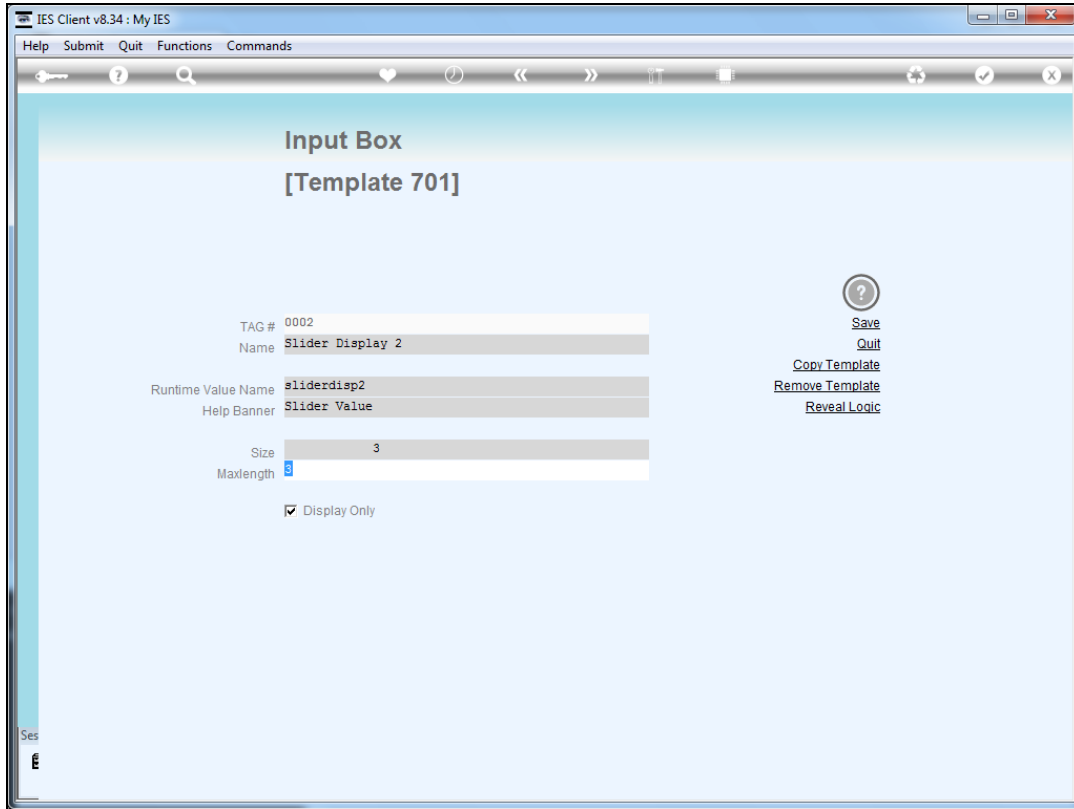 IES Client v8.34 : My IES
Help Submit Quit Functions Commands
Input Box
[Template 701]
TAG # 0002
Name Slider Display 2
Runtime Value Name sliderdisp2
Help Banner Slider Value
Size 3
Maxlength 3
Display Only
Save
Quit
Copy Template
Remove Template
Reveal Logic
Ses